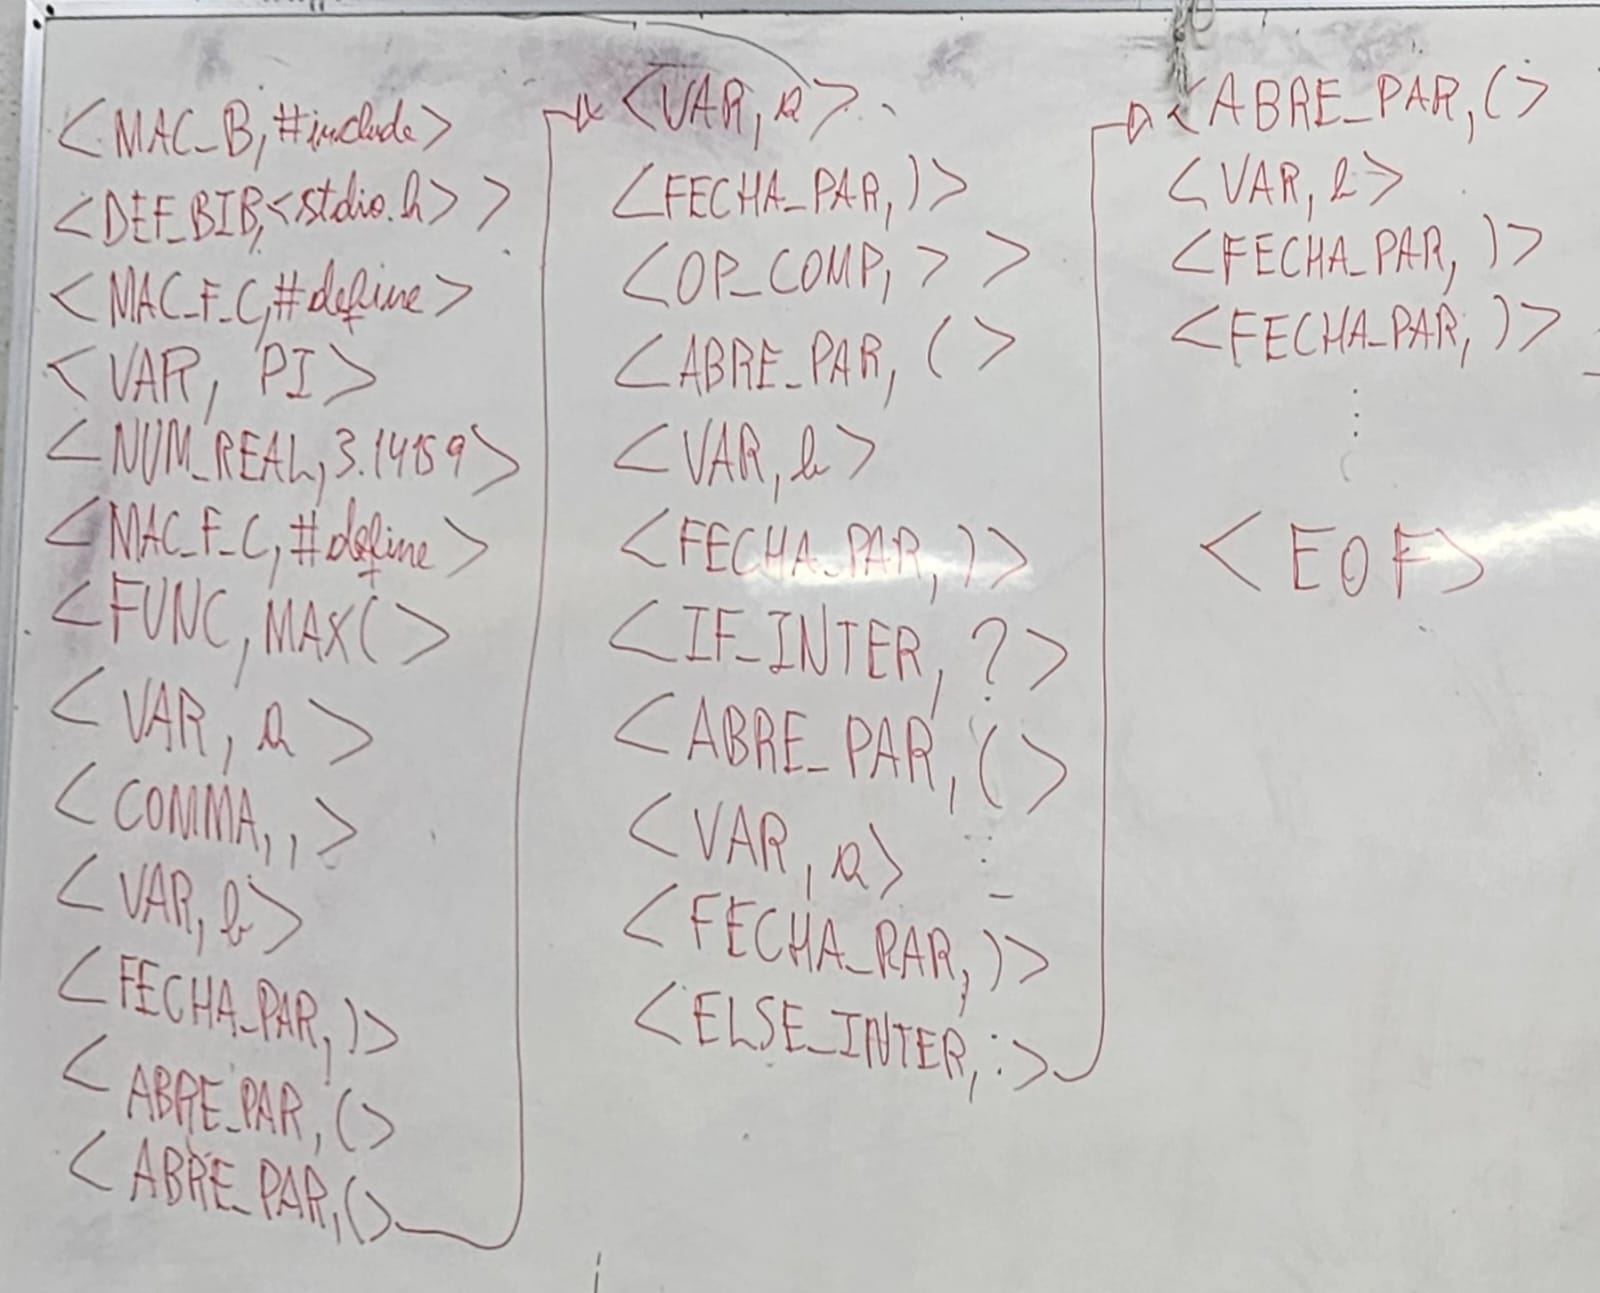 <MAC_B, #include>
<DEF_BIB, <stdio.h> >
<MAC_F_C, #define>
<VAR, PI>
<NUM_REAL, 3.14159>
<MAC_F_C, #define>
<FUNC, MAX(>
<VAR, a>
<COMMA, ,>
<VAR, b>
<FECHA_PAR, )>
<ABRE_PAR, (>
<ABRE_PAR, (>
<VAR, a>
<FECHA_PAR, )>
<OP_COMP, > >
<ABRE_PAR, (>
<VAR, b>
<FECHA_PAR, )>
<IF_INTER, ?>
<ABRE_PAR, (>
<VAR, a>
<FECHA_PAR, )>
<ELSE_INTER, :>
<ABRE_PAR, (>
<VAR, b>
<FECHA_PAR, )>
<FECHA_PAR, )>
<EOF>